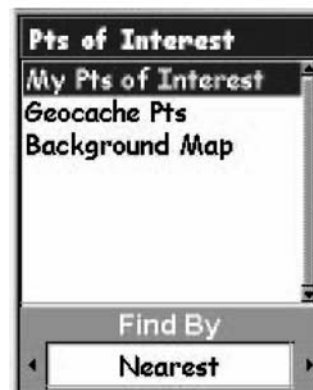 Pts of Interest
My Pts of Interest
Geocache Pts
Background Map
Find By
Nearest